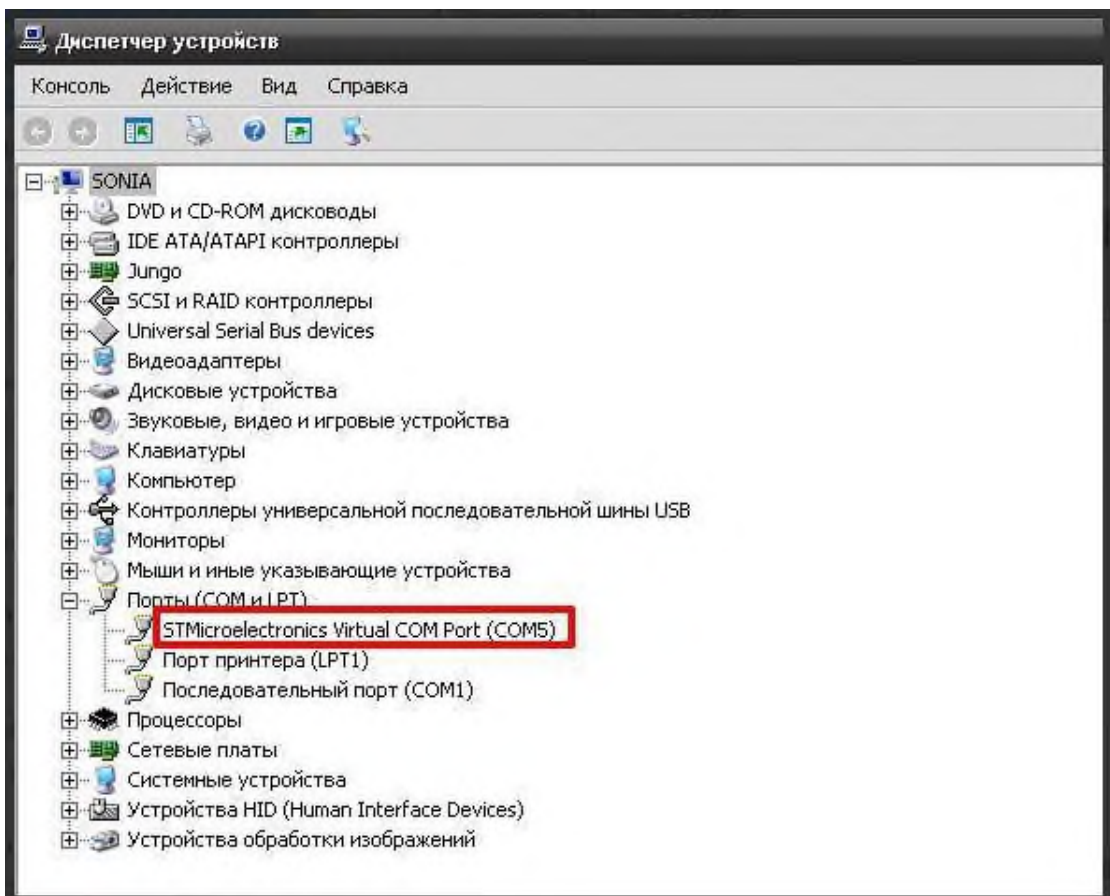 Диспетчер устройств
Консоль Действие Вид Справка
SONIA
DVD и CD-ROM дисководы
IDE ATA/ATAPI контроллеры
Jungo
SCSI и RAID контроллеры
Universal Serial Bus devices
Видеоадаптеры
Дисковые устройства
Звуковые, видео и игровые устройства
Клавиатуры
Компьютер
Контроллеры универсальной последовательной шины USB
Мониторы
Мыши и иные указывающие устройства
Порты (COM и LPT)
STMicroelectronics Virtual COM Port (COM5)
Порт принтера (LPT1)
Последовательный порт (COM1)
Процессоры
Сетевые платы
Системные устройства
Устройства HID (Human Interface Devices)
Устройства обработки изображений